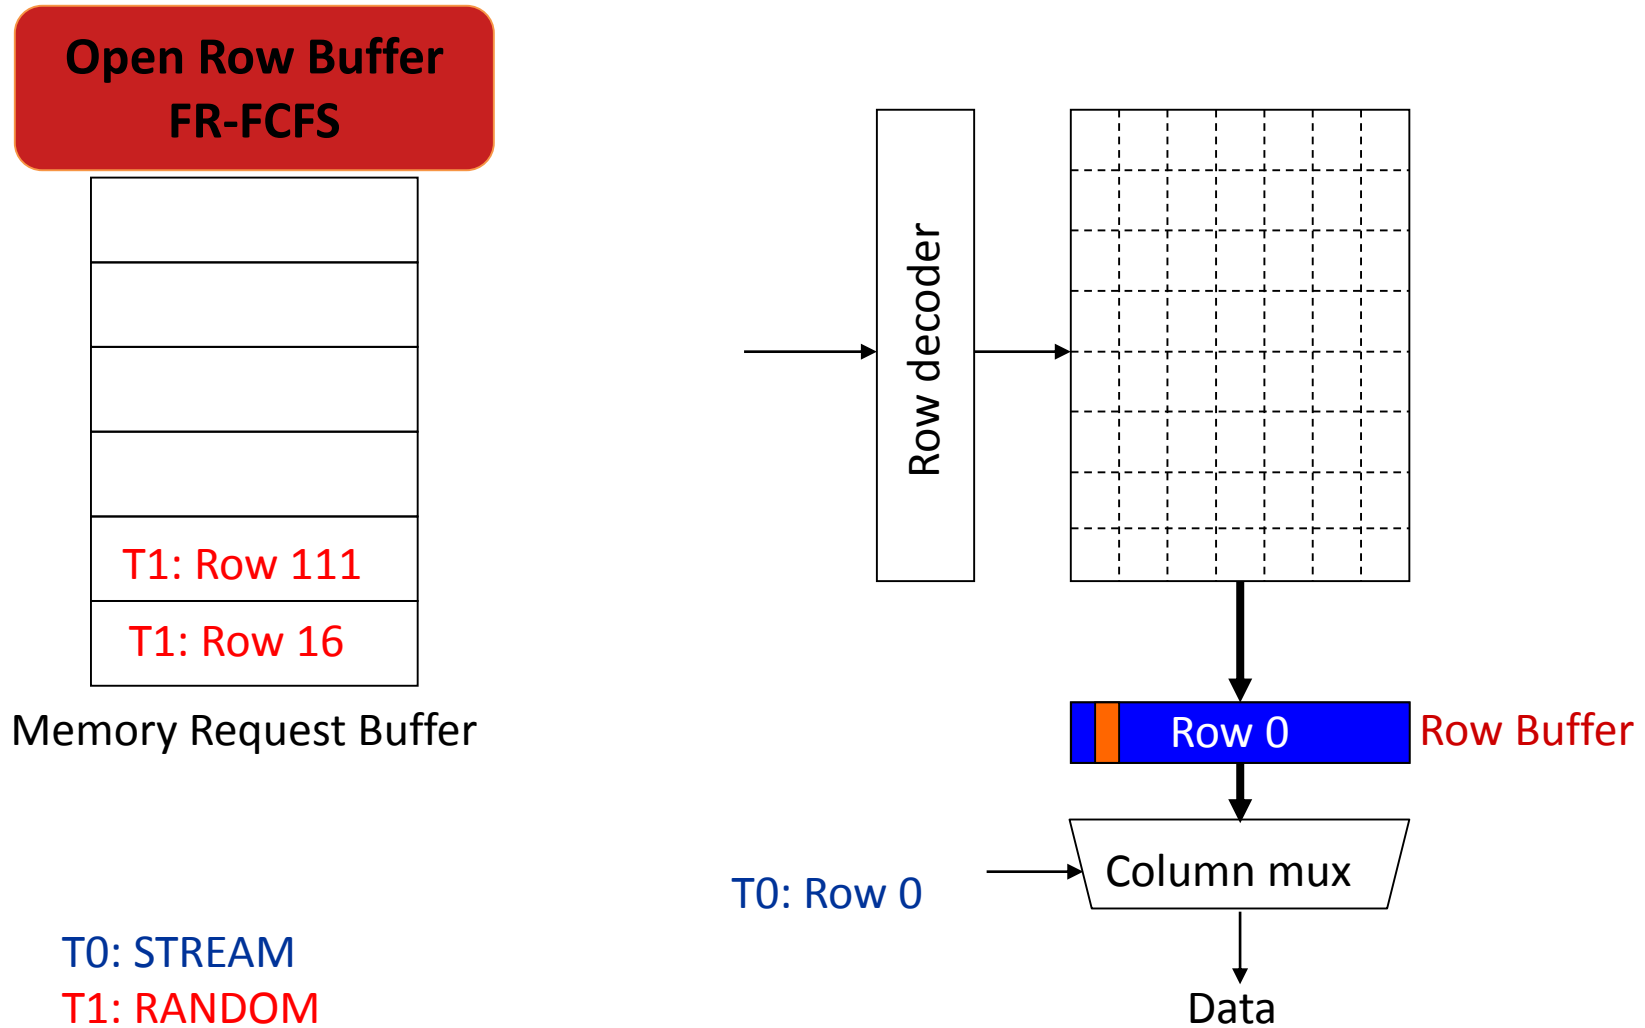 Open Row Buffer
FR-FCFS
T1: Row 111
T1: Row 16
Memory Request Buffer
T0: STREAM
T1: RANDOM
Row decoder
Row 0
Row Buffer
Column mux
T0: Row 0
Data